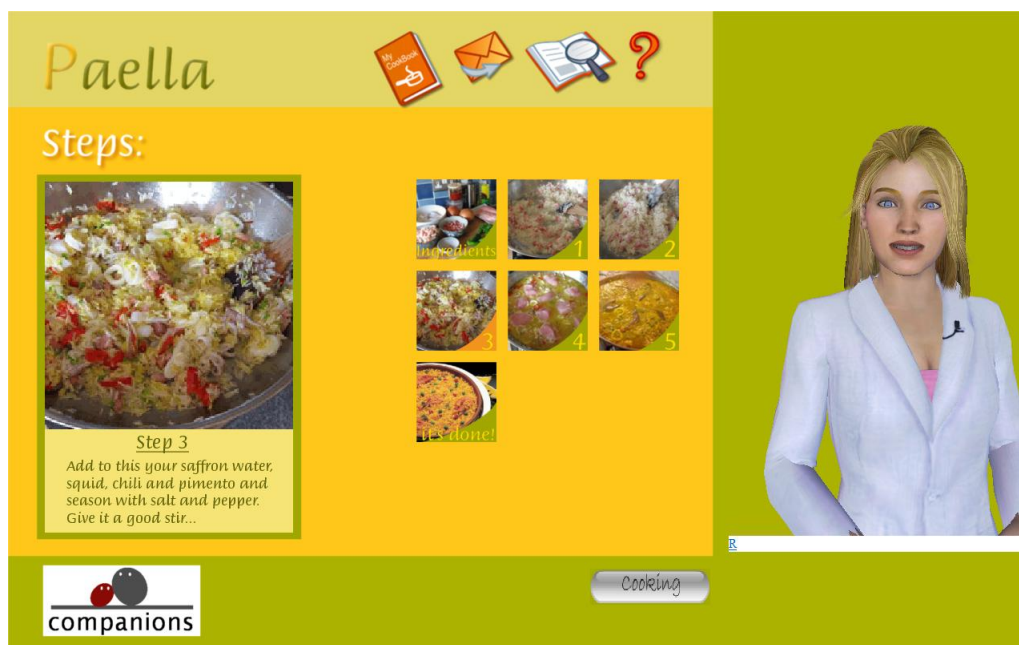 Paella
My
CookBook
?
Steps:
Ingredients
1
2
3
4
5
it's done!
Step 3
Add to this your saffron water,
squid, chili and pimento and
season with salt and pepper.
Give it a good stir...
R
Cooking
companions